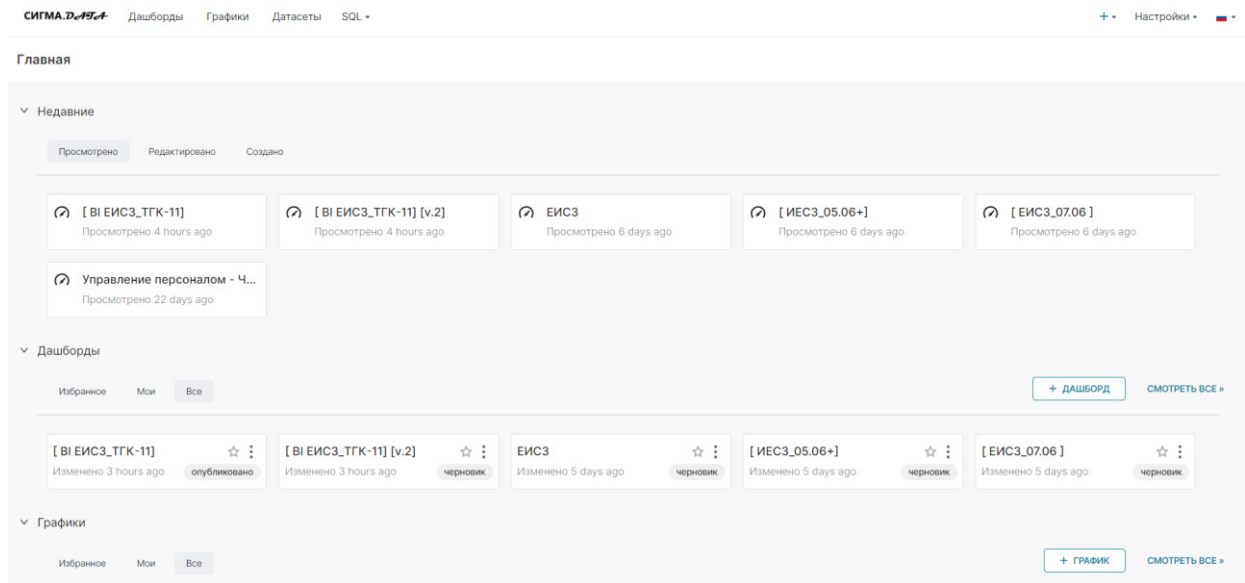 СИГМА.DATA Дашборды Графики Датасеты SQL + Настройки
Главная
Недавние
Просмотрено Редактировано Создано
[ BI ЕИСЗ_ТГК-11] [ BI ЕИСЗ_ТГК-11] [v.2] ЕИСЗ [ ИЕСЗ_05.06+] [ ЕИСЗ_07.06 ]
Просмотрено 4 hours ago Просмотрено 4 hours ago Просмотрено 6 days ago Просмотрено 6 days ago Просмотрено 6 days ago
Управление персоналом - Ч...
Просмотрено 22 days ago
Дашборды
Избранное Мои Все + ДАШБОРД СМОТРЕТЬ ВСЕ »
[ BI ЕИСЗ_ТГК-11] [ BI ЕИСЗ_ТГК-11] [v.2] ЕИСЗ [ ИЕСЗ_05.06+] [ ЕИСЗ_07.06 ]
Изменено 3 hours ago опубликовано Изменено 3 hours ago черновик Изменено 5 days ago черновик Изменено 5 days ago черновик Изменено 5 days ago черновик
Графики
Избранное Мои Все + ГРАФИК СМОТРЕТЬ ВСЕ »